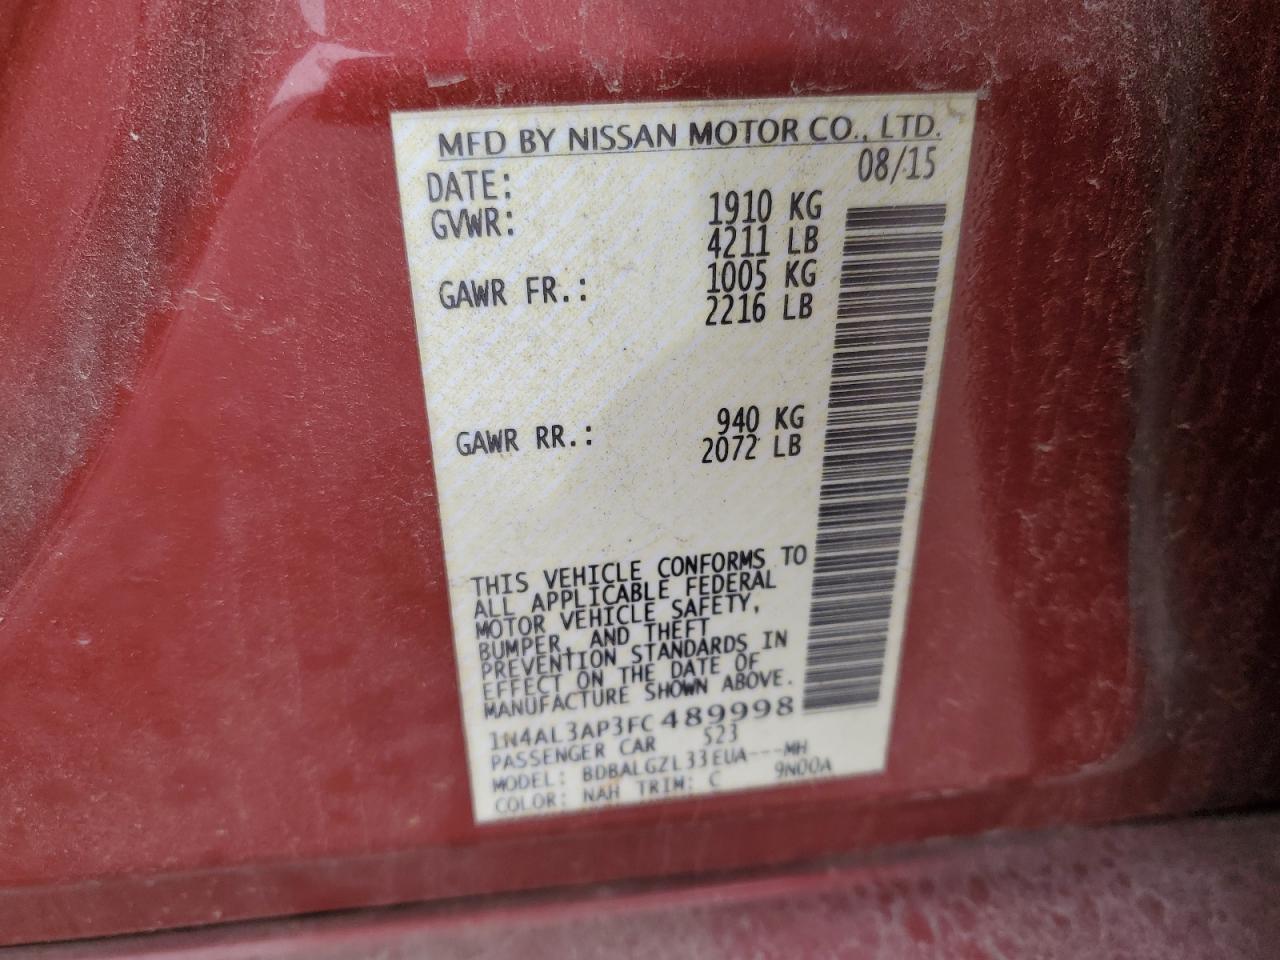 MFD BY NISSAN MOTOR CO., LTD.
DATE: 08/15
GVWR: 1910 KG
4211 LB
GAWR FR.: 1005 KG
2216 LB
GAWR RR.: 940 KG
2072 LB
THIS VEHICLE CONFORMS TO
ALL APPLICABLE FEDERAL
MOTOR VEHICLE SAFETY,
BUMPER, AND THEFT
PREVENTION STANDARDS IN
EFFECT ON THE DATE OF
MANUFACTURE SHOWN ABOVE.
1N4AL3AP3FC489998
PASSENGER CAR 523
MODEL: BDBALGZL33EUA---MH
COLOR: NAH TRIM: C 9N00A